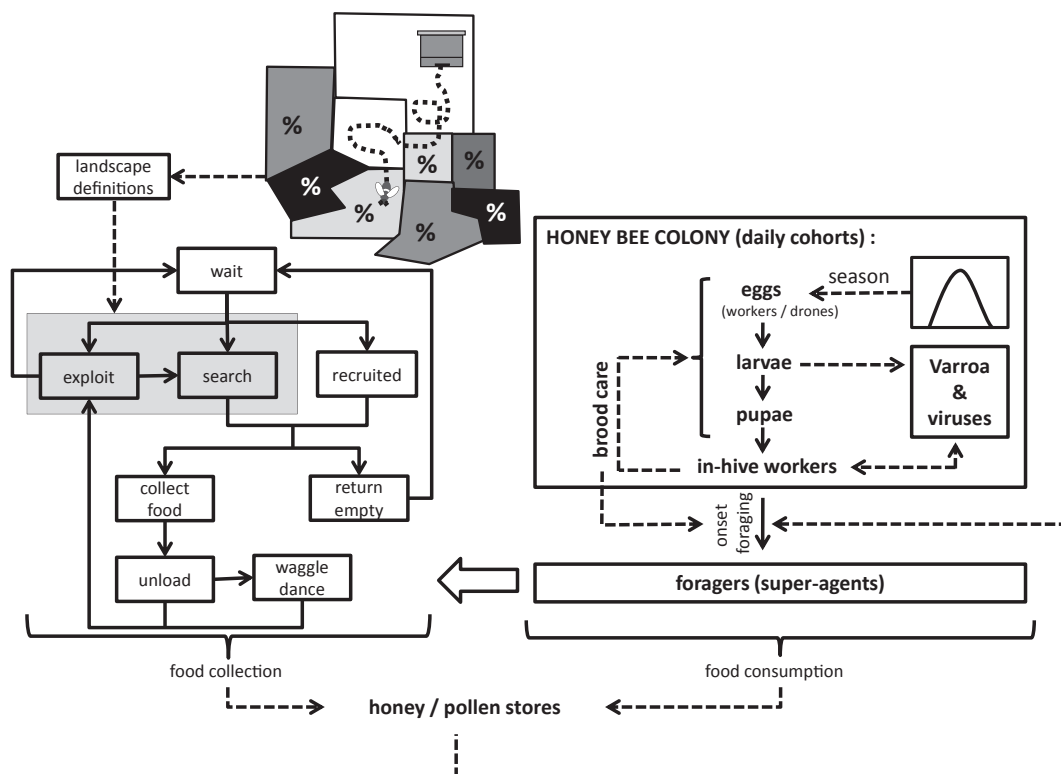 %
%
%
%
%
%
%
landscape
definitions
wait
exploit
search
recruited
collect
food
return
empty
unload
waggle
dance
food collection
HONEY BEE COLONY (daily cohorts) :
season
eggs
(workers / drones)
larvae
pupae
in-hive workers
brood care
Varroa
&
viruses
onset
foraging
foragers (super-agents)
food consumption
honey / pollen stores